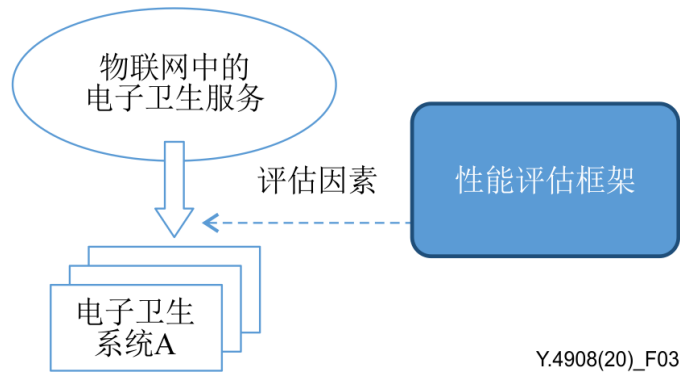 物联网中的
电子卫生服务
评估因素
性能评估框架
电子卫生
系统A
Y.4908(20)_F03